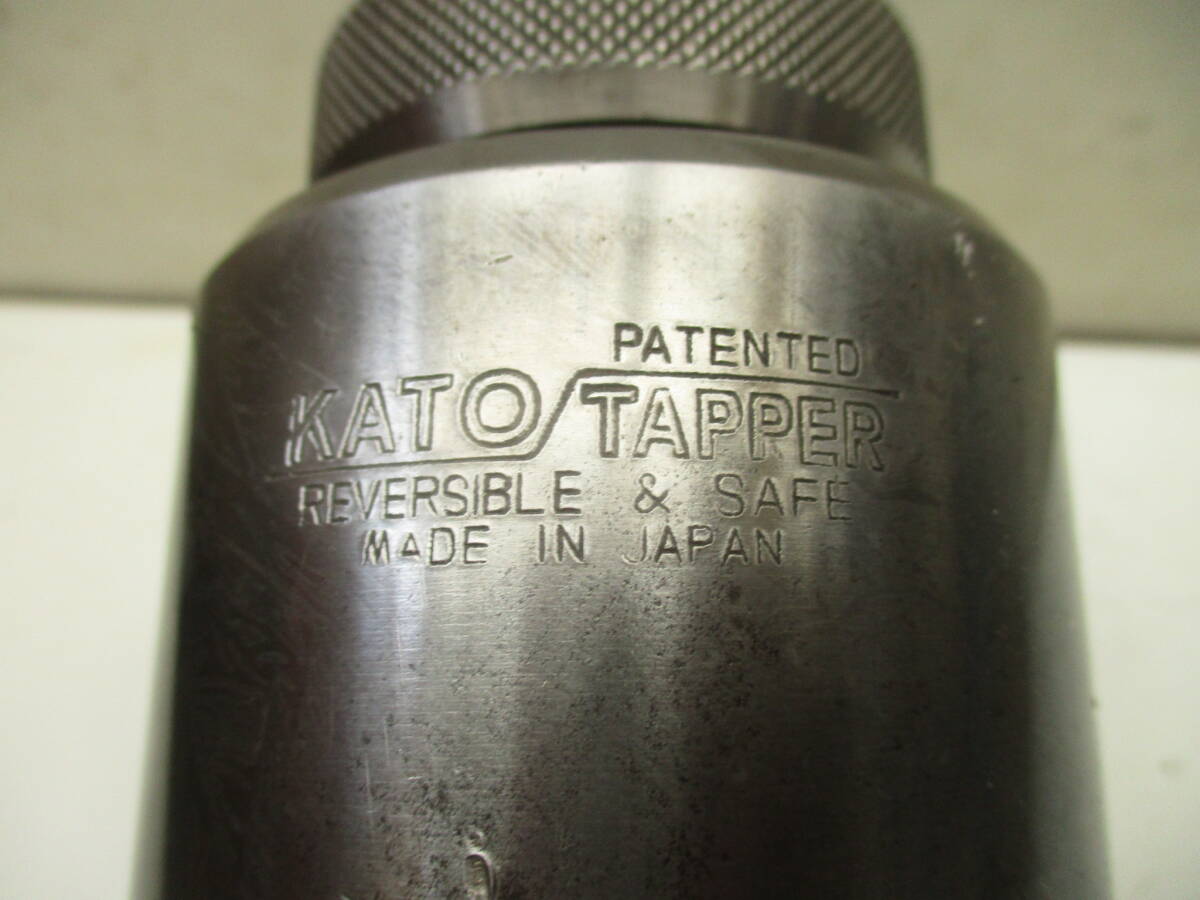 PATENTED
KATO TAPPER
REVERSIBLE & SAFE
MADE IN JAPAN